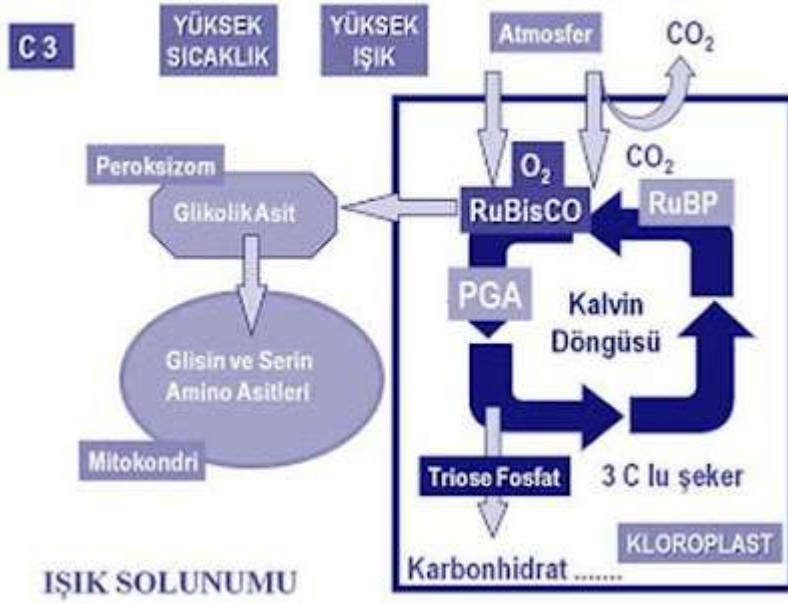 C 3
YÜKSEK
SICAKLIK
YÜKSEK
IŞIK
Atmosfer
CO2
Peroksizom
Glikolik Asit
O2
CO2
RuBisCO
RuBP
PGA
Kalvin
Döngüsü
Glisin ve Serin
Amino Asitleri
Mitokondri
Triose Fosfat
3 C lu şeker
KLOROPLAST
Karbonhidrat .......
IŞIK SOLUNUMU